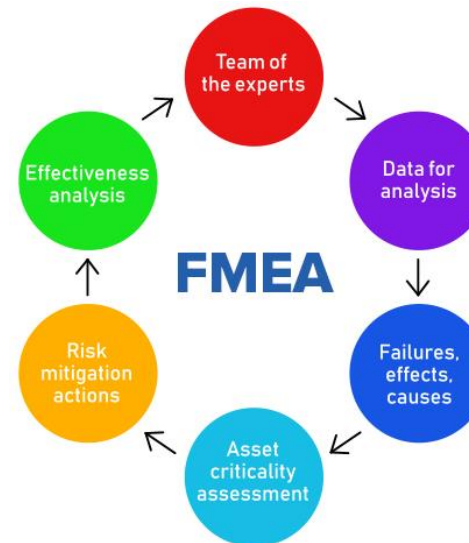 Team of
the experts
Data for
analysis
Failures,
effects,
causes
Asset
criticality
assessment
Risk
mitigation
actions
Effectiveness
analysis
FMEA